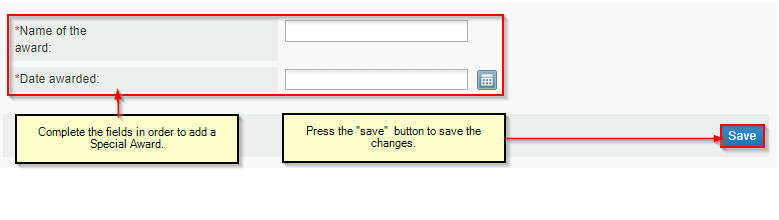 *Name of the
award:
*Date awarded:
Complete the fields in order to add a
Special Award.
Press the "save" button to save the
changes.
Save